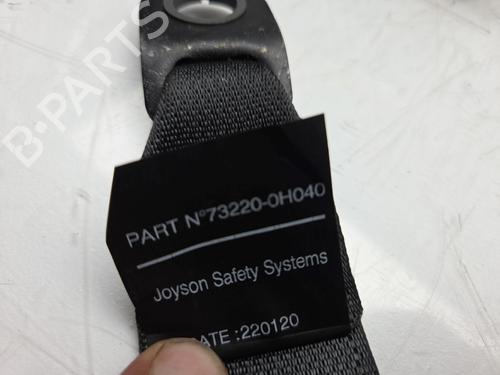 B-PARTS
PART N°73220-0H040
Joyson Safety Systems
ATE :220120